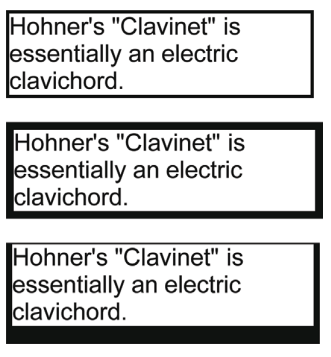 Hohner's "Clavinet" is
essentially an electric
clavichord.
Hohner's "Clavinet" is
essentially an electric
clavichord.
Hohner's "Clavinet" is
essentially an electric
clavichord.